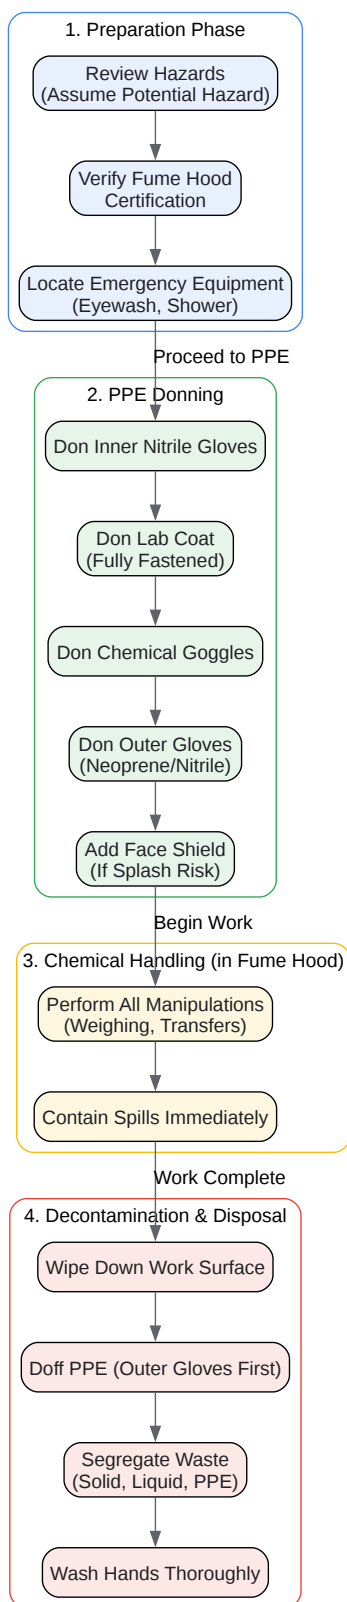 1. Preparation Phase
Review Hazards
(Assume Potential Hazard)
Verify Fume Hood
Certification
Locate Emergency Equipment
(Eyewash, Shower)
Proceed to PPE
2. PPE Donning
Don Inner Nitrile Gloves
Don Lab Coat
(Fully Fastened)
Don Chemical Goggles
Don Outer Gloves
(Neoprene/Nitrile)
Add Face Shield
(If Splash Risk)
Begin Work
3. Chemical Handling (in Fume Hood)
Perform All Manipulations
(Weighing, Transfers)
Contain Spills Immediately
Work Complete
4. Decontamination & Disposal
Wipe Down Work Surface
Doff PPE (Outer Gloves First)
Segregate Waste
(Solid, Liquid, PPE)
Wash Hands Thoroughly